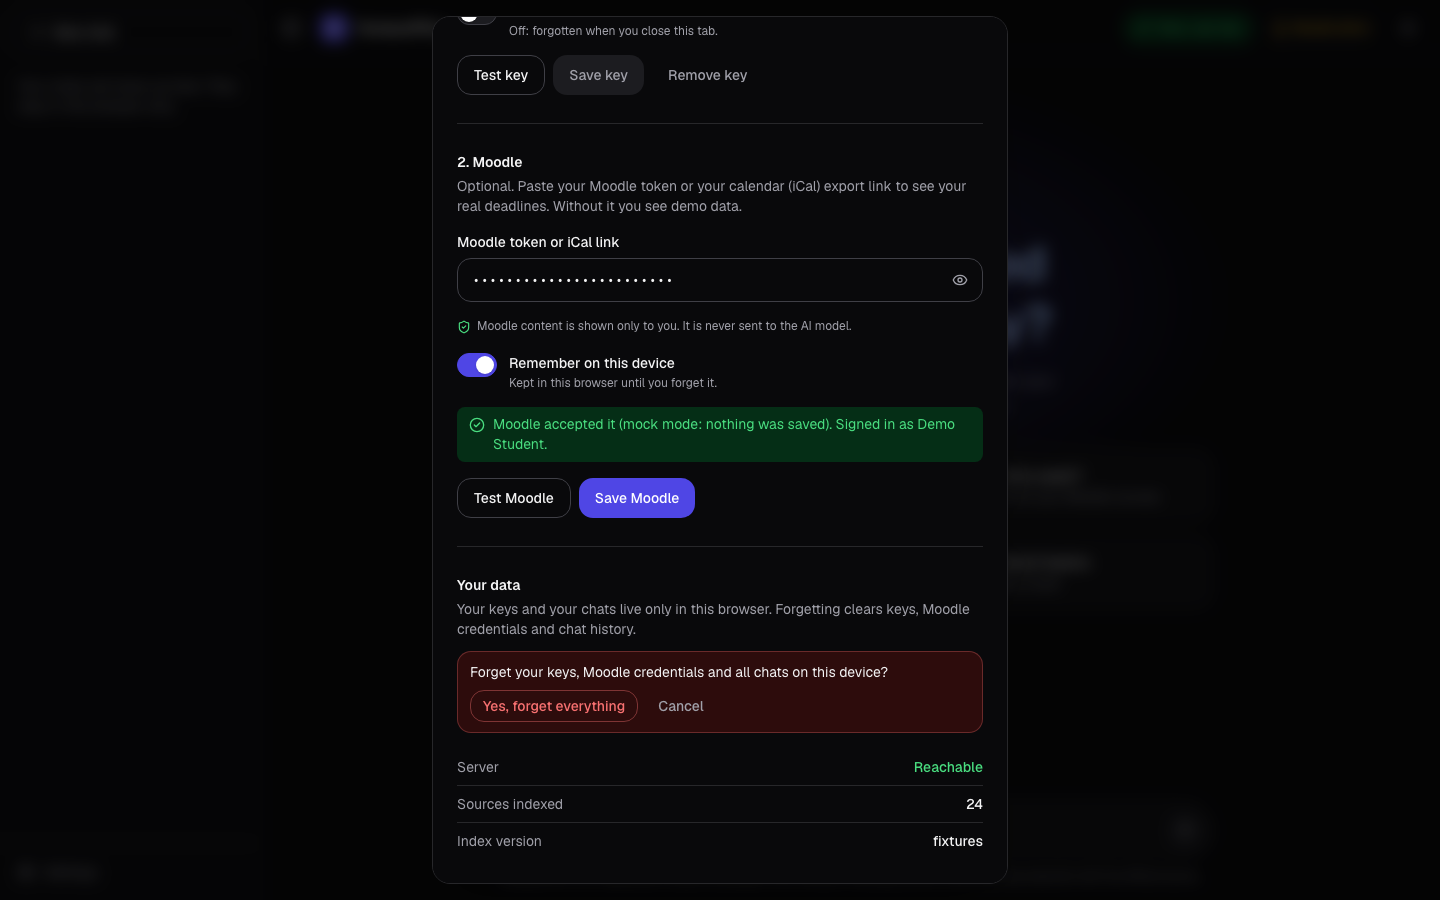 Off: forgotten when you close this tab.
Test key
Save key
Remove key
2. Moodle
Optional. Paste your Moodle token or your calendar (iCal) export link to see your
real deadlines. Without it you see demo data.
Moodle token or iCal link
Moodle content is shown only to you. It is never sent to the AI model.
Remember on this device
Kept in this browser until you forget it.
Moodle accepted it (mock mode: nothing was saved). Signed in as Demo
Student.
Test Moodle
Save Moodle
Your data
Your keys and your chats live only in this browser. Forgetting clears keys, Moodle
credentials and chat history.
Forget your keys, Moodle credentials and all chats on this device?
Yes, forget everything
Cancel
Server
Reachable
Sources indexed
24
Index version
fixtures